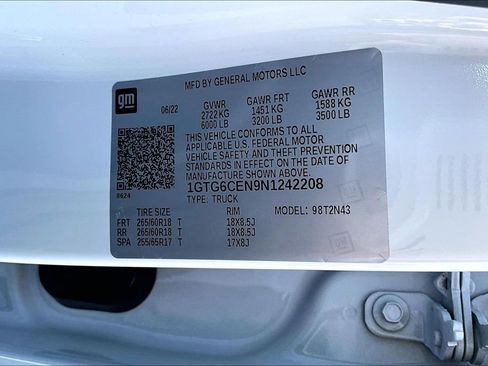 MFD BY GENERAL MOTORS LLC
gm
06/22 GVWR GAWR FRT GAWR RR
2722 KG 1451 KG 1588 KG
6000 LB 3200 LB 3500 LB
THIS VEHICLE CONFORMS TO ALL
APPLICABLE U.S. FEDERAL MOTOR
VEHICLE SAFETY AND THEFT PREVENTION
STANDARDS IN EFFECT ON THE DATE OF
MANUFACTURE SHOWN ABOVE.
8624
1GTG6CEN9N1242208
TYPE: TRUCK MODEL: 98T2N43
TIRE SIZE RIM
FRT 265/60R18 T 18X8.5J
RR 265/60R18 T 18X8.5J
SPA 255/65R17 T 17X8J